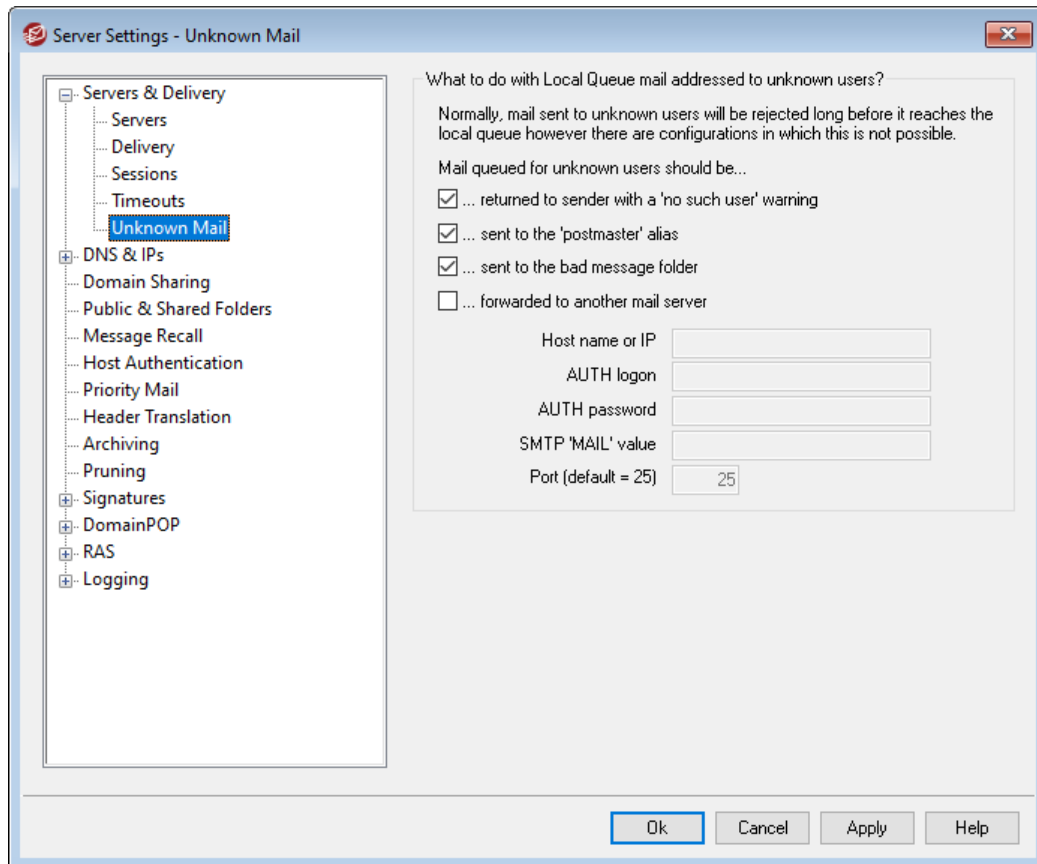 Server Settings - Unknown Mail
Servers & Delivery
Servers
Delivery
Sessions
Timeouts
Unknown Mail
DNS & IPs
Domain Sharing
Public & Shared Folders
Message Recall
Host Authentication
Priority Mail
Header Translation
Archiving
Pruning
Signatures
DomainPOP
RAS
Logging
What to do with Local Queue mail addressed to unknown users?
Normally, mail sent to unknown users will be rejected long before it reaches the
local queue however there are configurations in which this is not possible.
Mail queued for unknown users should be...
... returned to sender with a 'no such user' warning
... sent to the 'postmaster' alias
... sent to the bad message folder
... forwarded to another mail server
Host name or IP
AUTH logon
AUTH password
SMTP 'MAIL' value
Port (default = 25) 25
Ok Cancel Apply Help